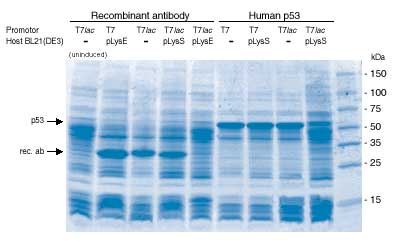 Recombinant antibody Human p53
Promotor T7lac T7 T7lac T7lac T7lac T7 T7 T7lac T7lac
Host BL21(DE3) - pLysE - pLysS pLysE - pLysS - pLysS
(uninduced)
kDa
- 150
- 100
- 75
p53
- 50
- 35
rec. ab
- 25
- 15